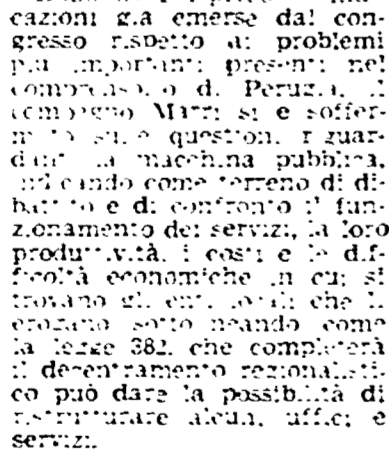 cazioni già emerse dal con-
gresso rispetto ai problemi
più importanti presenti nel
comprensorio di Perugia, il
compagno Marri si è soffer-
mato sulle questioni riguar-
danti la macchina pubblica,
indicando come terreno di di-
battito e di confronto il fun-
zionamento dei servizi, la loro
produttività, i costi e le dif-
ficoltà economiche in cui si
trovano gli enti locali che li
erogano sottolineando come
la legge 382, che completerà
il decentramento regionalisti-
co può dare la possibilità di
ristrutturare alcuni uffici e
servizi.